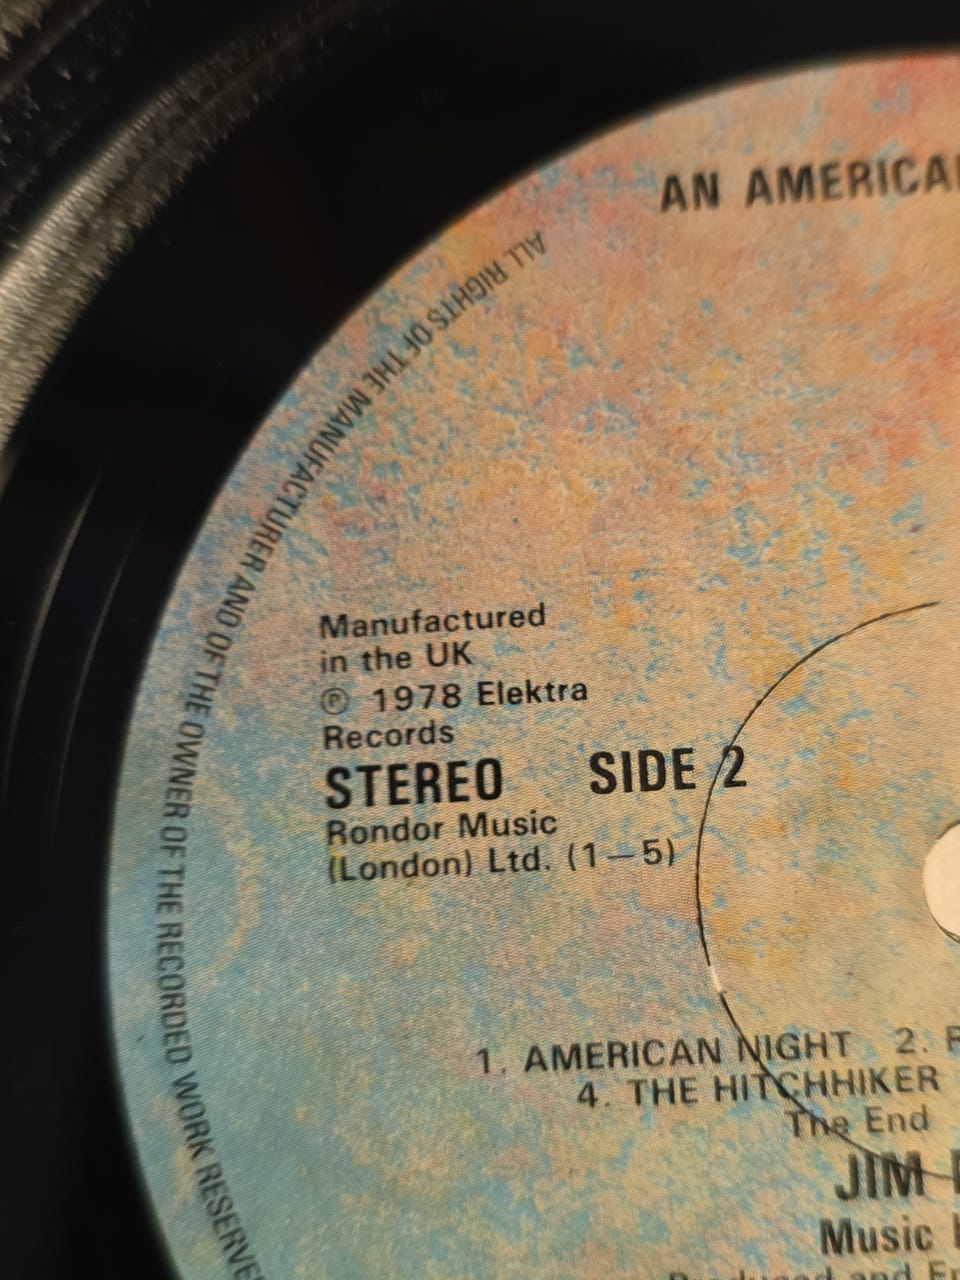 AN AMERICAN
ALL RIGHTS OF THE MANUFACTURER AND OF THE OWNER OF THE RECORDED WORK RESERVE
Manufactured
in the UK
℗ 1978 Elektra
Records
STEREO SIDE 2
Rondor Music
(London) Ltd. (1—5)
1. AMERICAN NIGHT 2.
4. THE HITCHHIKER
The End
JIM
Music